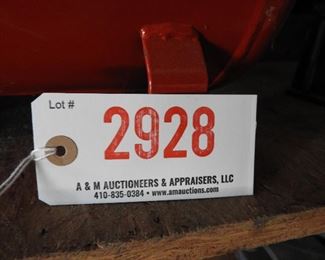 Lot #
2928
A & M AUCTIONEERS & APPRAISERS, LLC
410-835-0384 • www.amauctions.com